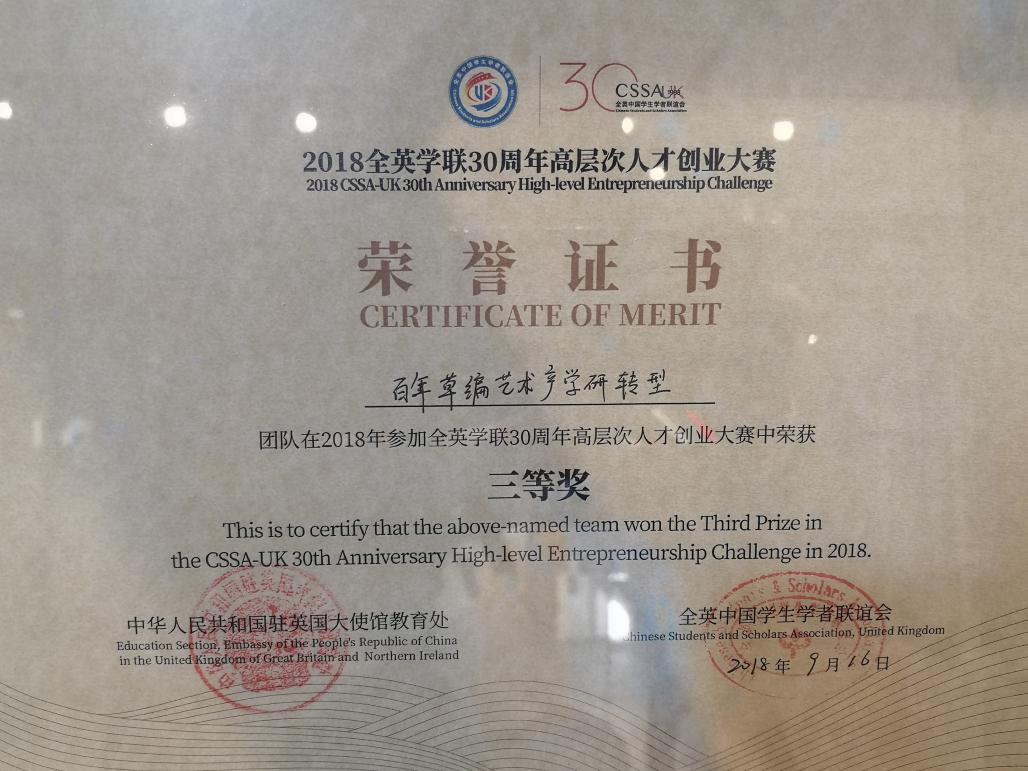 30 CSSAUK
全英中国学生学者联谊会
2018全英学联30周年高层次人才创业大赛
2018 CSSA-UK 30th Anniversary High-level Entrepreneurship Challenge
荣誉证书
CERTIFICATE OF MERIT
百年草编艺术产学研转型
团队在2018年参加全英学联30周年高层次人才创业大赛中荣获
三等奖
This is to certify that the above-named team won the Third Prize in
the CSSA-UK 30th Anniversary High-level Entrepreneurship Challenge in 2018.
中华人民共和国驻英国大使馆教育处
Education Section, Embassy of the People's Republic of China
in the United Kingdom of Great Britain and Northern Ireland
全英中国学生学者联谊会
Chinese Students and Scholars Association, United Kingdom
2018年9月16日